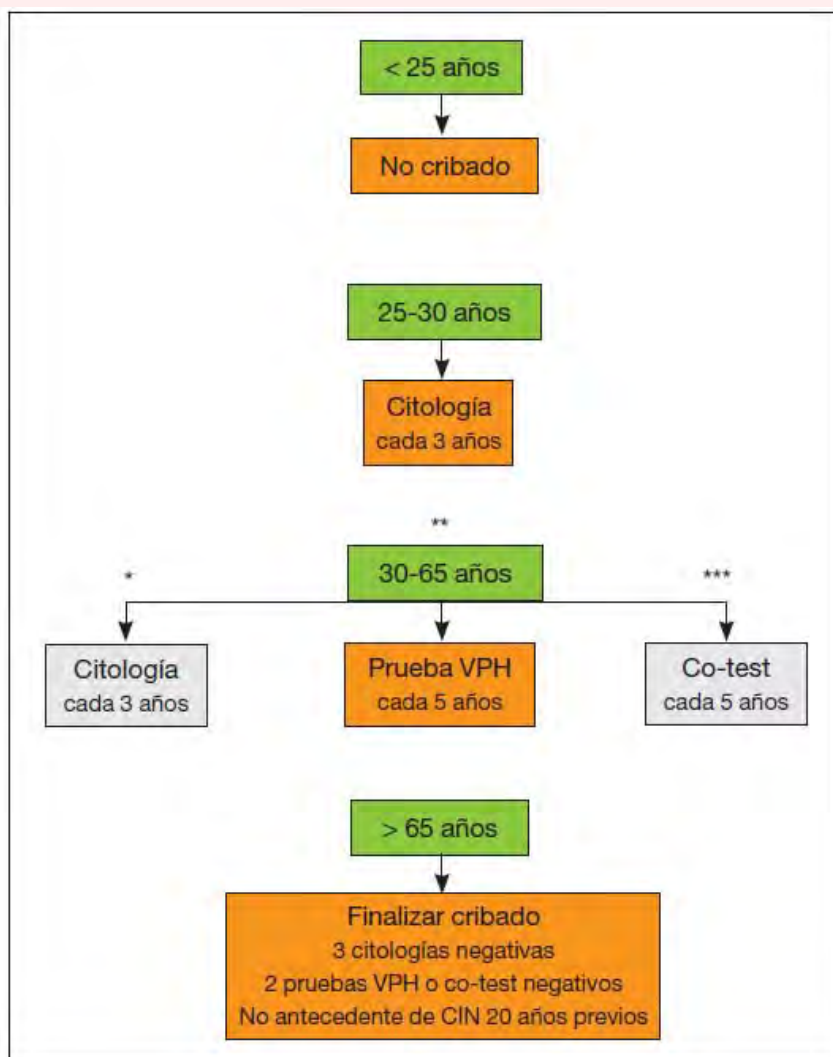 < 25 años
No cribado
25-30 años
Citología
cada 3 años
**
30-65 años
*
***
Citología
cada 3 años
Prueba VPH
cada 5 años
Co-test
cada 5 años
> 65 años
Finalizar cribado
3 citologías negativas
2 pruebas VPH o co-test negativos
No antecedente de CIN 20 años previos